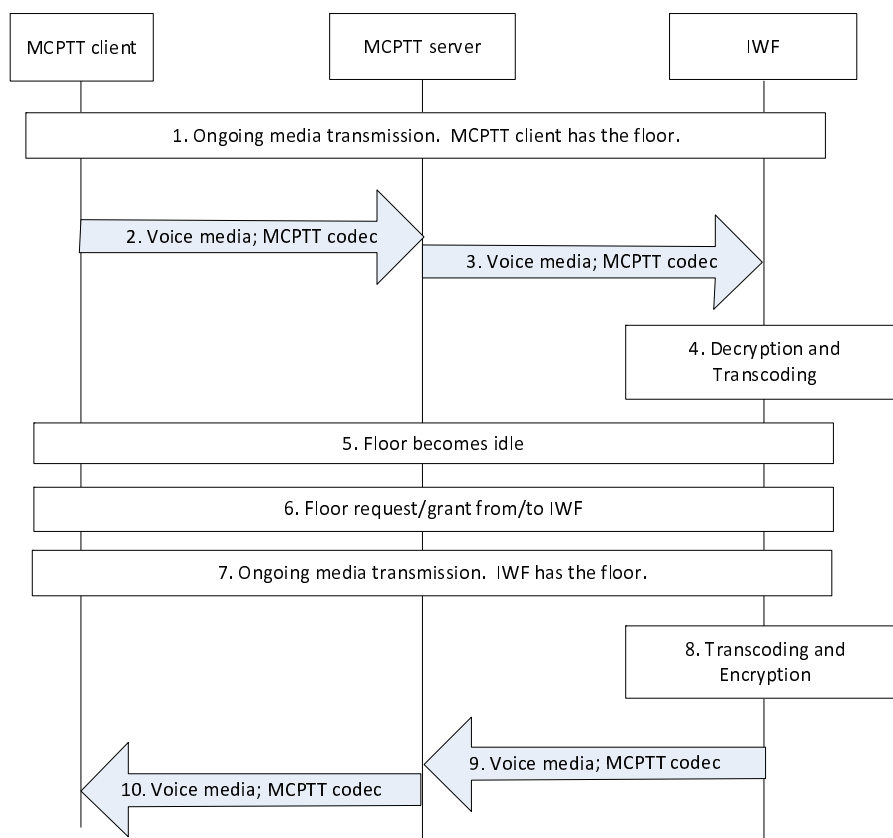 MCPTT client
MCPTT server
IWF
1. Ongoing media transmission.  MCPTT client has the floor.
2. Voice media; MCPTT codec
3. Voice media; MCPTT codec
4. Decryption and
Transcoding
5. Floor becomes idle
6. Floor request/grant from/to IWF
7. Ongoing media transmission.  IWF has the floor.
8. Transcoding and
Encryption
9. Voice media; MCPTT codec
10. Voice media; MCPTT codec